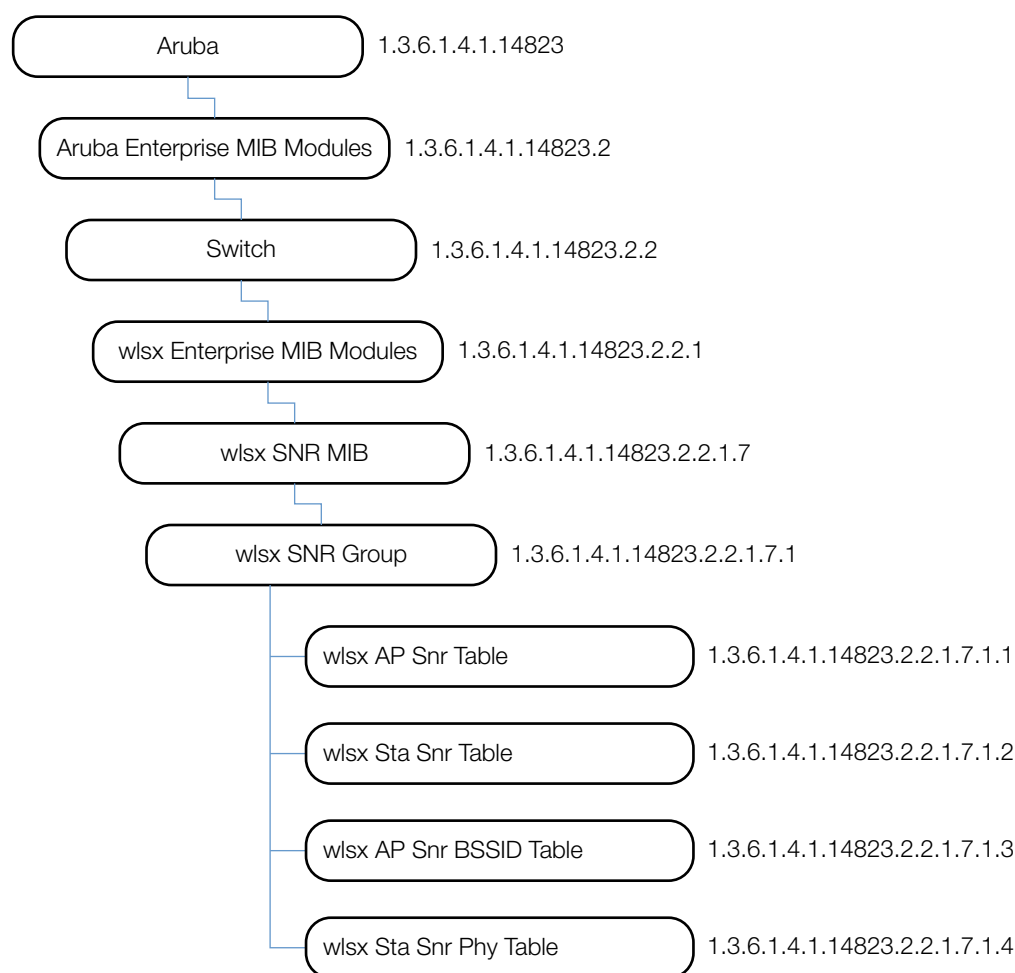 Aruba 1.3.6.1.4.1.14823
Aruba Enterprise MIB Modules 1.3.6.1.4.1.14823.2
Switch 1.3.6.1.4.1.14823.2.2
wlsx Enterprise MIB Modules 1.3.6.1.4.1.14823.2.2.1
wlsx SNR MIB 1.3.6.1.4.1.14823.2.2.1.7
wlsx SNR Group 1.3.6.1.4.1.14823.2.2.1.7.1
wlsx AP Snr Table 1.3.6.1.4.1.14823.2.2.1.7.1.1
wlsx Sta Snr Table 1.3.6.1.4.1.14823.2.2.1.7.1.2
wlsx AP Snr BSSID Table 1.3.6.1.4.1.14823.2.2.1.7.1.3
wlsx Sta Snr Phy Table 1.3.6.1.4.1.14823.2.2.1.7.1.4